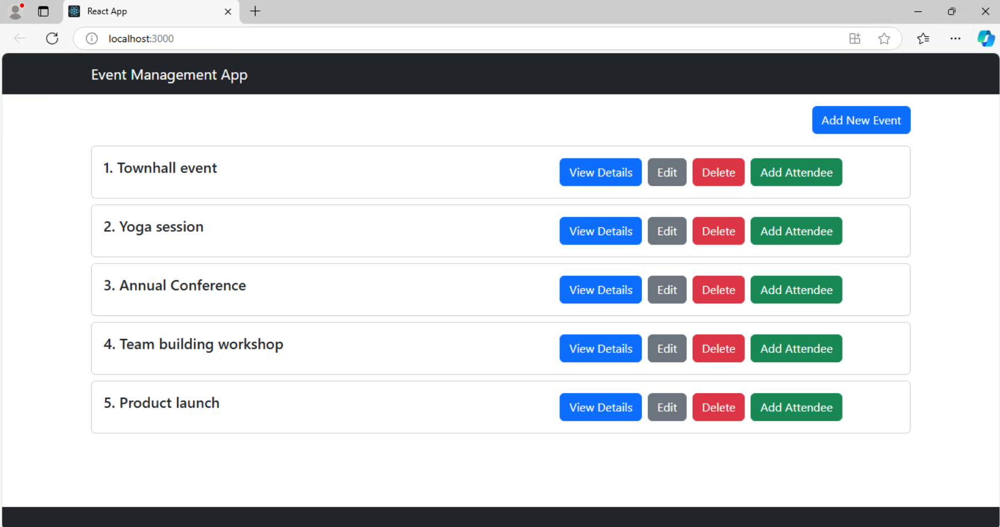 React App
localhost:3000
Event Management App
Add New Event
1. Townhall event View Details Edit Delete Add Attendee
2. Yoga session View Details Edit Delete Add Attendee
3. Annual Conference View Details Edit Delete Add Attendee
4. Team building workshop View Details Edit Delete Add Attendee
5. Product launch View Details Edit Delete Add Attendee